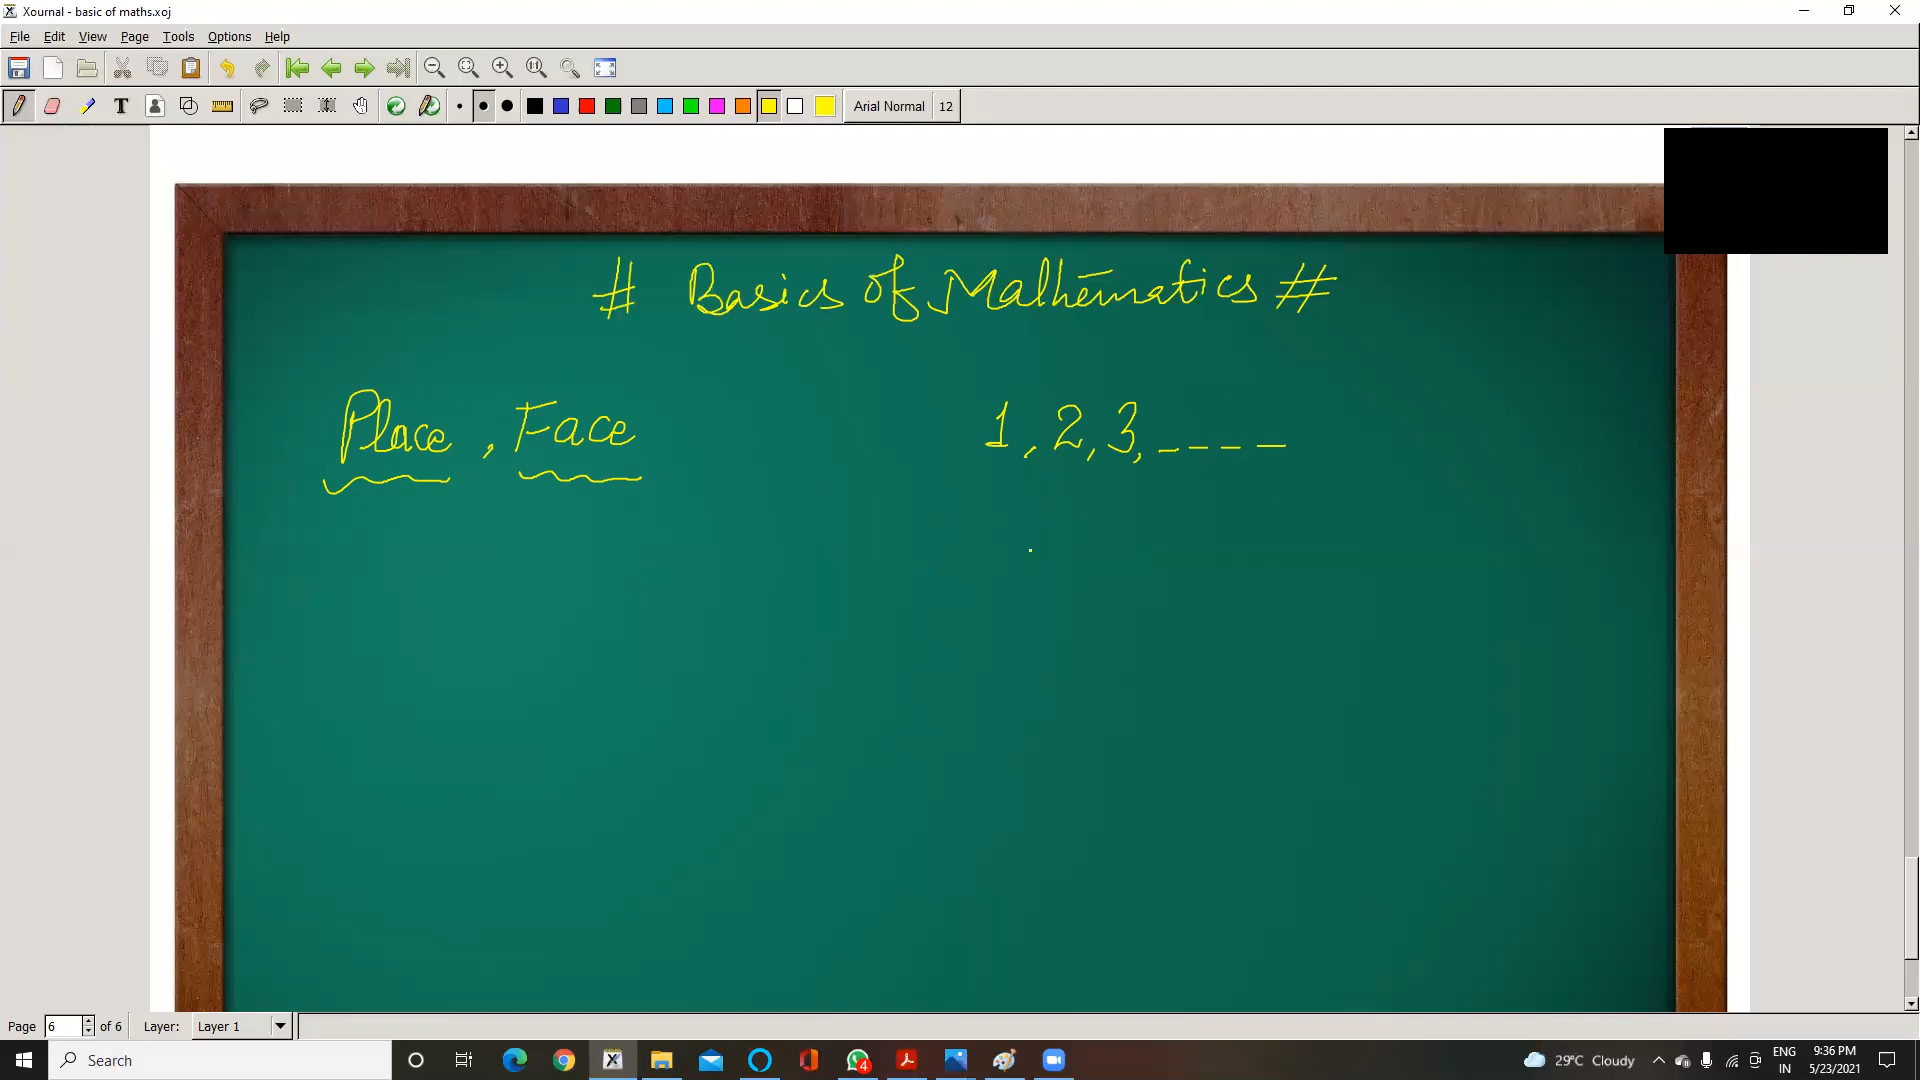 Xournal - basic of maths.xoj
File Edit View Page Tools Options Help
T Arial Normal 12
# Basics of Mathematics #
Place , Face 1, 2, 3, _ _ _ _
Page 6 of 6 Layer: Layer 1
Search 4 29°C Cloudy ENG 9:36 PM
IN 5/23/2021